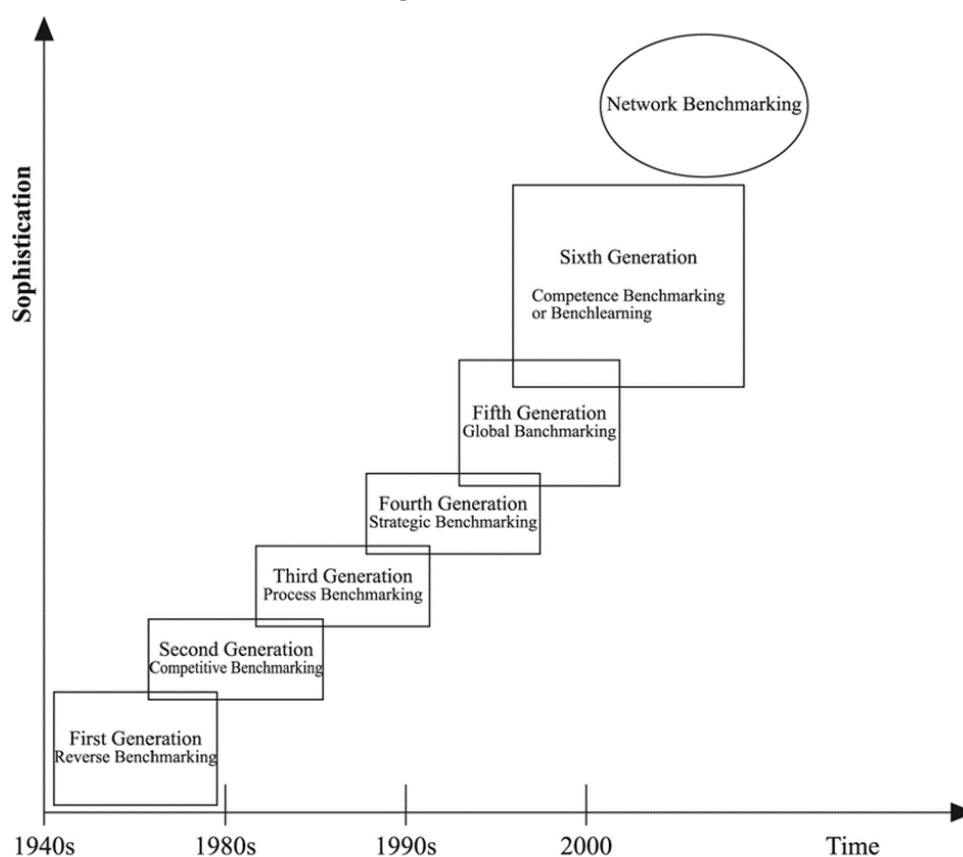 Network Benchmarking
Sophistication
Sixth Generation
Competence Benchmarking
or Benchlearning
Fifth Generation
Global Banchmarking
Fourth Generation
Strategic Benchmarking
Third Generation
Process Benchmarking
Second Generation
Competitive Benchmarking
First Generation
Reverse Benchmarking
1940s 1980s 1990s 2000 Time